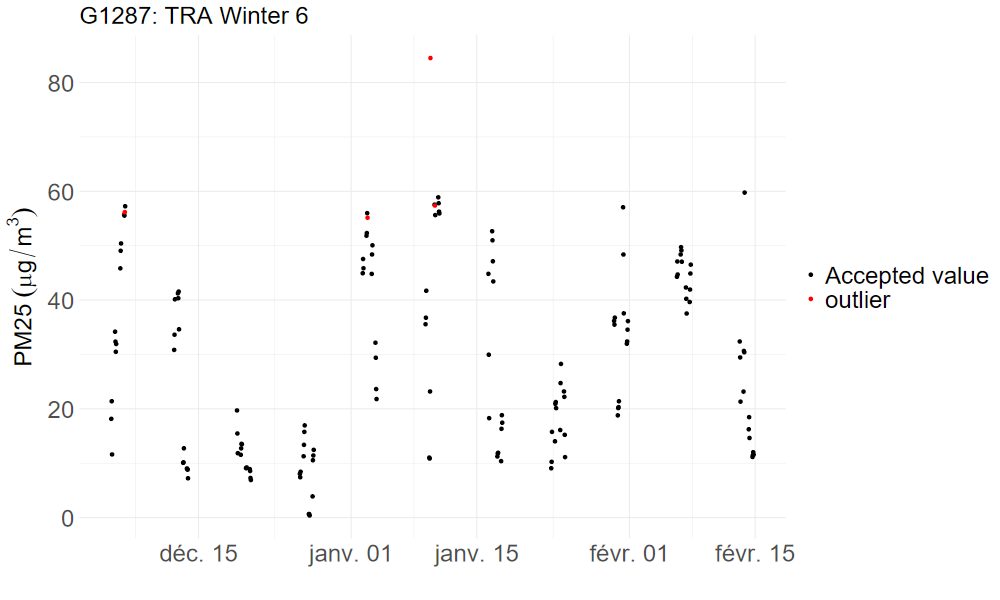 G1287: TRA Winter 6
PM25 (μg/m³)
80
60
40
20
0
déc. 15
janv. 01
janv. 15
févr. 01
févr. 15
Accepted value
outlier